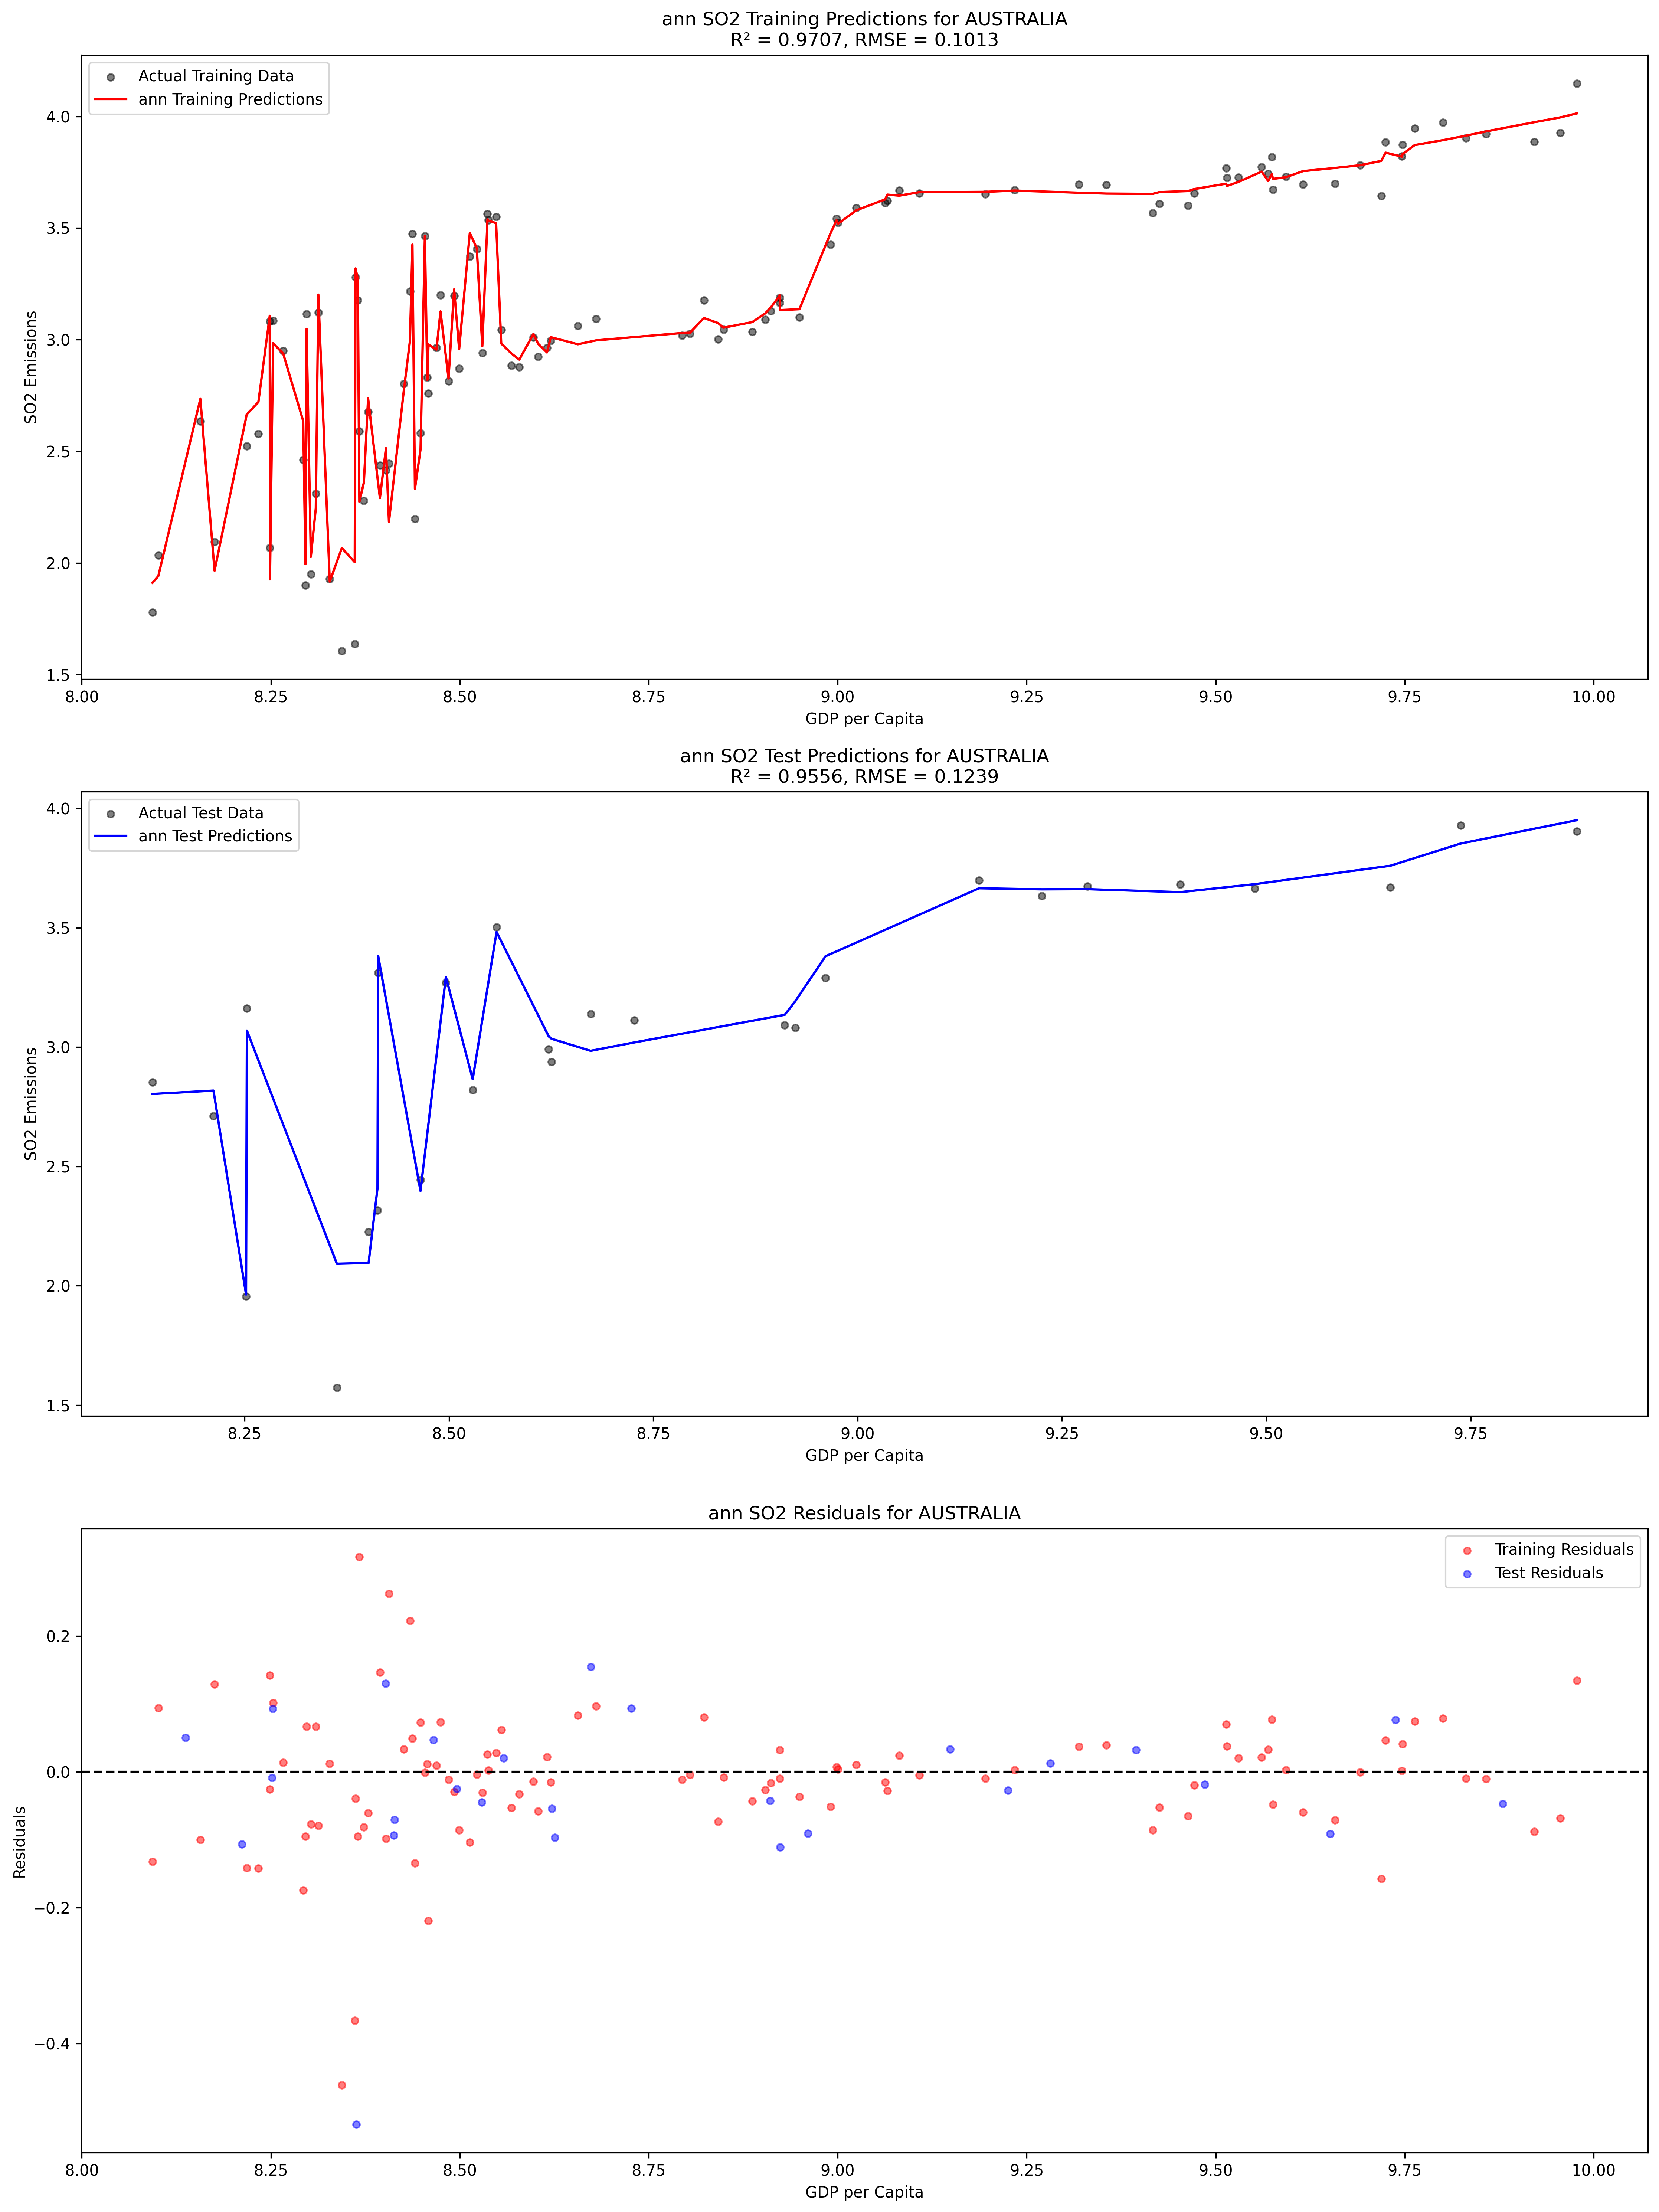 ann SO2 Training Predictions for AUSTRALIA
R² = 0.9707, RMSE = 0.1013
Actual Training Data
ann Training Predictions
SO2 Emissions
4.0
3.5
3.0
2.5
2.0
1.5
8.00 8.25 8.50 8.75 9.00 9.25 9.50 9.75 10.00
GDP per Capita
ann SO2 Test Predictions for AUSTRALIA
R² = 0.9556, RMSE = 0.1239
Actual Test Data
ann Test Predictions
SO2 Emissions
4.0
3.5
3.0
2.5
2.0
1.5
8.25 8.50 8.75 9.00 9.25 9.50 9.75
GDP per Capita
ann SO2 Residuals for AUSTRALIA
Training Residuals
Test Residuals
Residuals
0.2
0.0
−0.2
−0.4
8.00 8.25 8.50 8.75 9.00 9.25 9.50 9.75 10.00
GDP per Capita